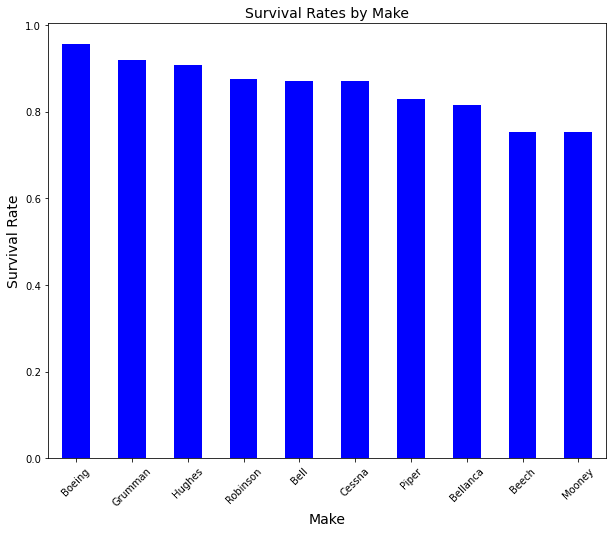 Survival Rates by Make
Survival Rate
1.0
0.8
0.6
0.4
0.2
0.0
Boeing
Grumman
Hughes
Robinson
Bell
Cessna
Piper
Bellanca
Beech
Mooney
Make